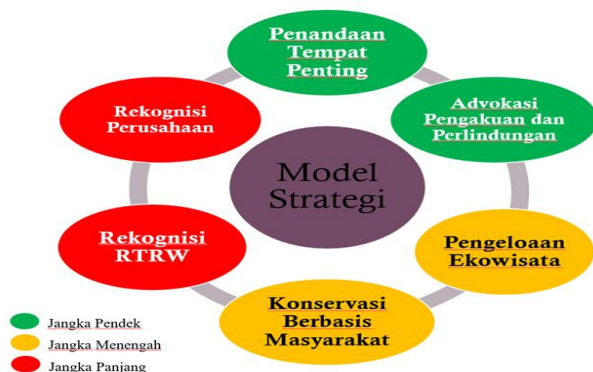 Penandaan
Tempat
Penting
Advokasi
Pengakuan dan
Perlindungan
Pengeloaan
Ekowisata
Konservasi
Berbasis
Masyarakat
Rekognisi
RTRW
Rekognisi
Perusahaan
Model
Strategi
Jangka Pendek
Jangka Menengah
Jangka Panjang